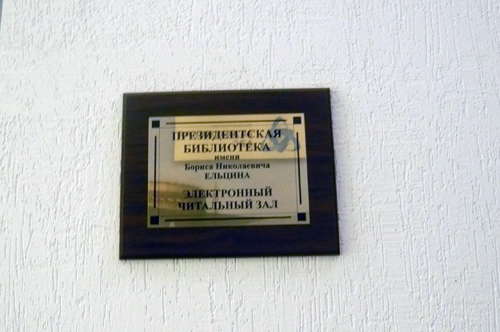 ПРЕЗИДЕНТСКАЯ
БИБЛИОТЕКА
имени
Бориса Николаевича
ЕЛЬЦИНА
ЭЛЕКТРОННЫЙ
ЧИТАЛЬНЫЙ ЗАЛ